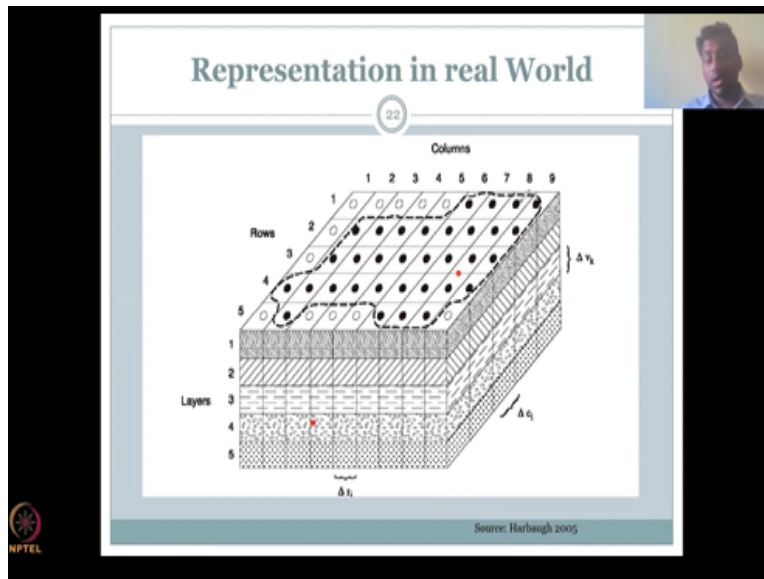 Representation in real World
22
Columns
1 2 3 4 5 6 7 8 9
Rows
1
2
3
4
5
Layers
1
2
3
4
5
Δ vk
Δ cj
Δ ri
Source: Harbaugh 2005
NPTEL